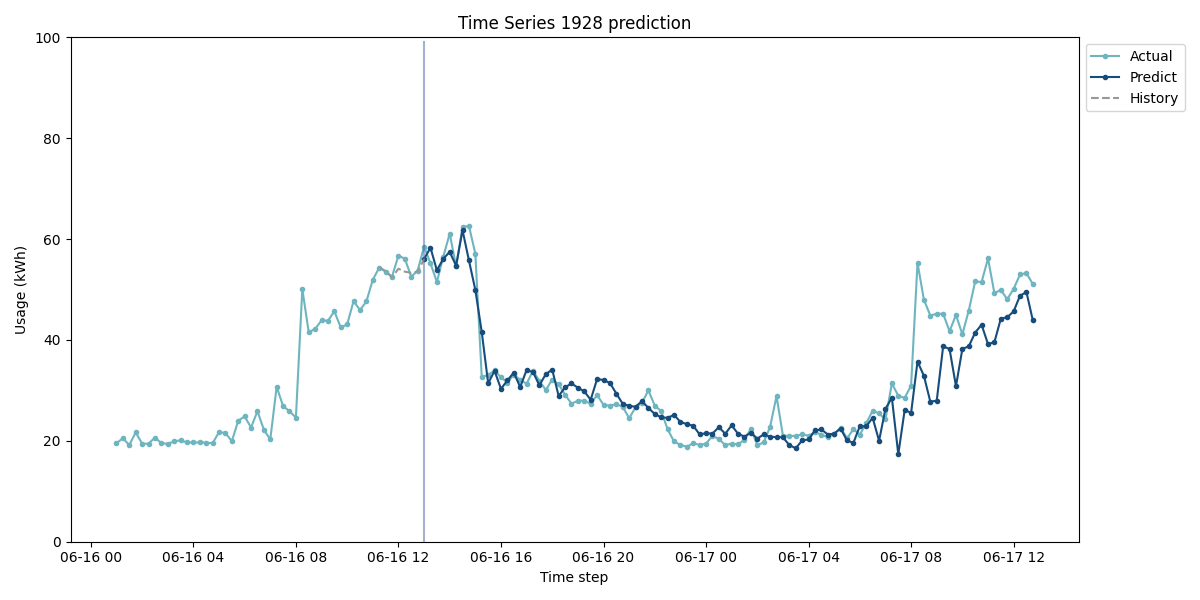 Time Series 1928 prediction
100
80
60
40
20
0
Usage (kWh)
06-16 00
06-16 04
06-16 08
06-16 12
06-16 16
06-16 20
06-17 00
06-17 04
06-17 08
06-17 12
Time step
Actual
Predict
History